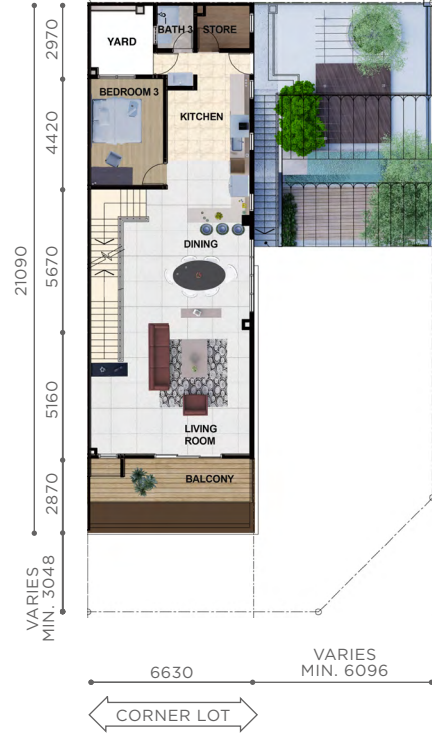 2970
YARD
BATH 3
STORE
BEDROOM 3
4420
KITCHEN
DINING
21090
5670
5160
LIVING
ROOM
BALCONY
2870
VARIES
MIN. 3048
6630
VARIES
MIN. 6096
CORNER LOT